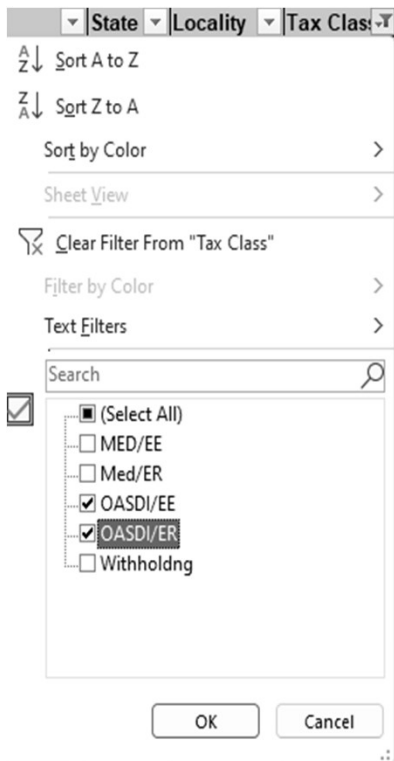 State Locality Tax Class
Sort A to Z
Sort Z to A
Sort by Color
Sheet View
Clear Filter From "Tax Class"
Filter by Color
Text Filters
Search
(Select All)
MED/EE
Med/ER
OASDI/EE
OASDI/ER
Withholdng
OK Cancel